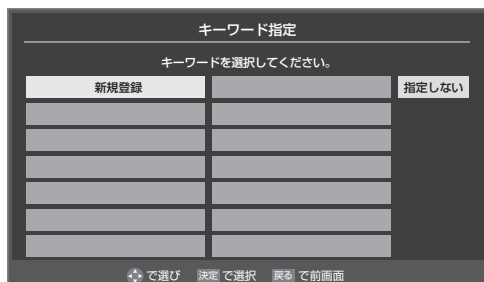 キーワード指定
キーワードを選択してください。
新規登録 指定しない
で選び 決定 で選択 戻る で前画面